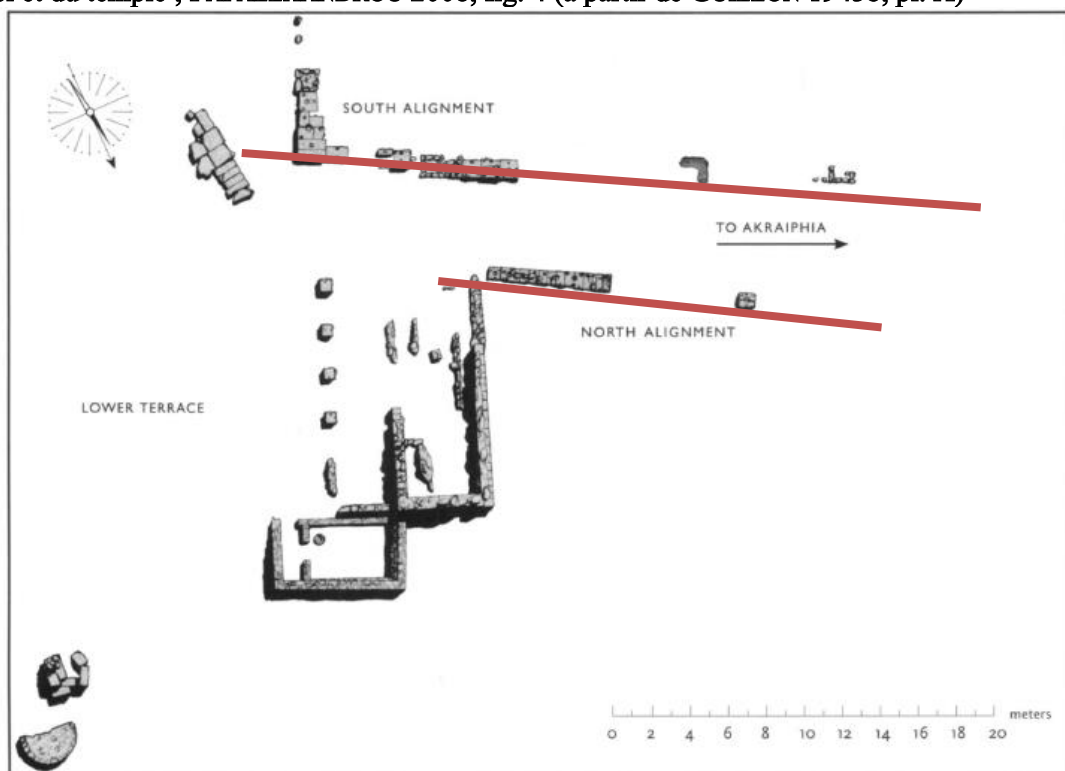 SOUTH ALIGNMENT
TO AKRAIPHIA
NORTH ALIGNMENT
LOWER TERRACE
meters
0 2 4 6 8 10 12 14 16 18 20